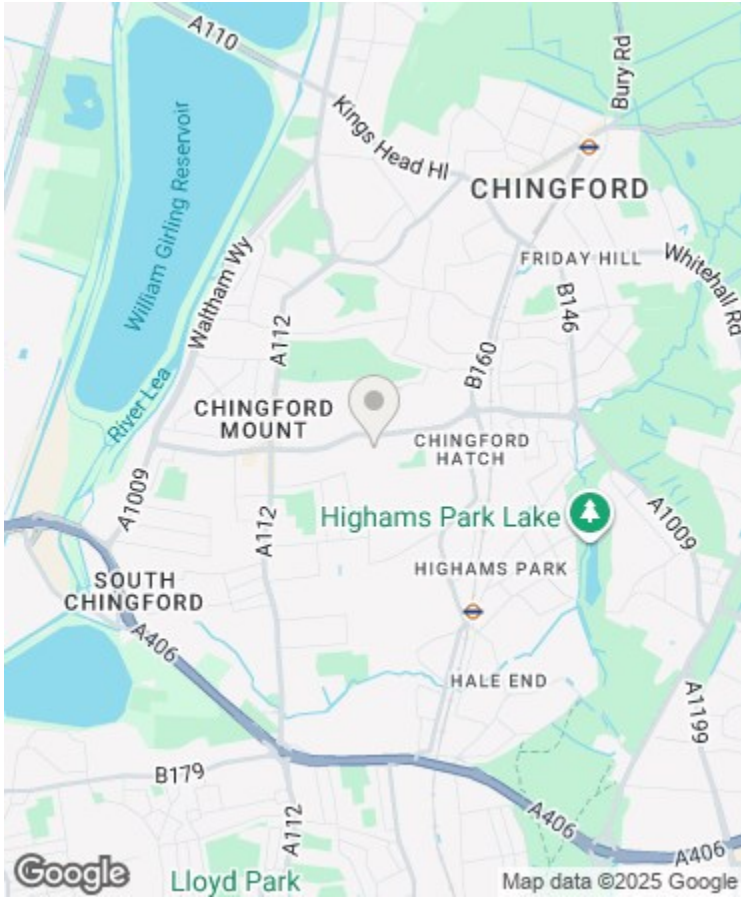 A110
Bury Rd
Kings Head Hl
CHINGFORD
William Girling Reservoir
Waltham Wy
FRIDAY HILL
Whitehall Rd
B146
A112
B160
River Lea
CHINGFORD
MOUNT
CHINGFORD
HATCH
A1009
A112
Highams Park Lake
A1009
HIGHAMS PARK
SOUTH
CHINGFORD
A406
HALE END
A1199
B179
A112
A406
A406
Google
Lloyd Park
Map data ©2025 Google